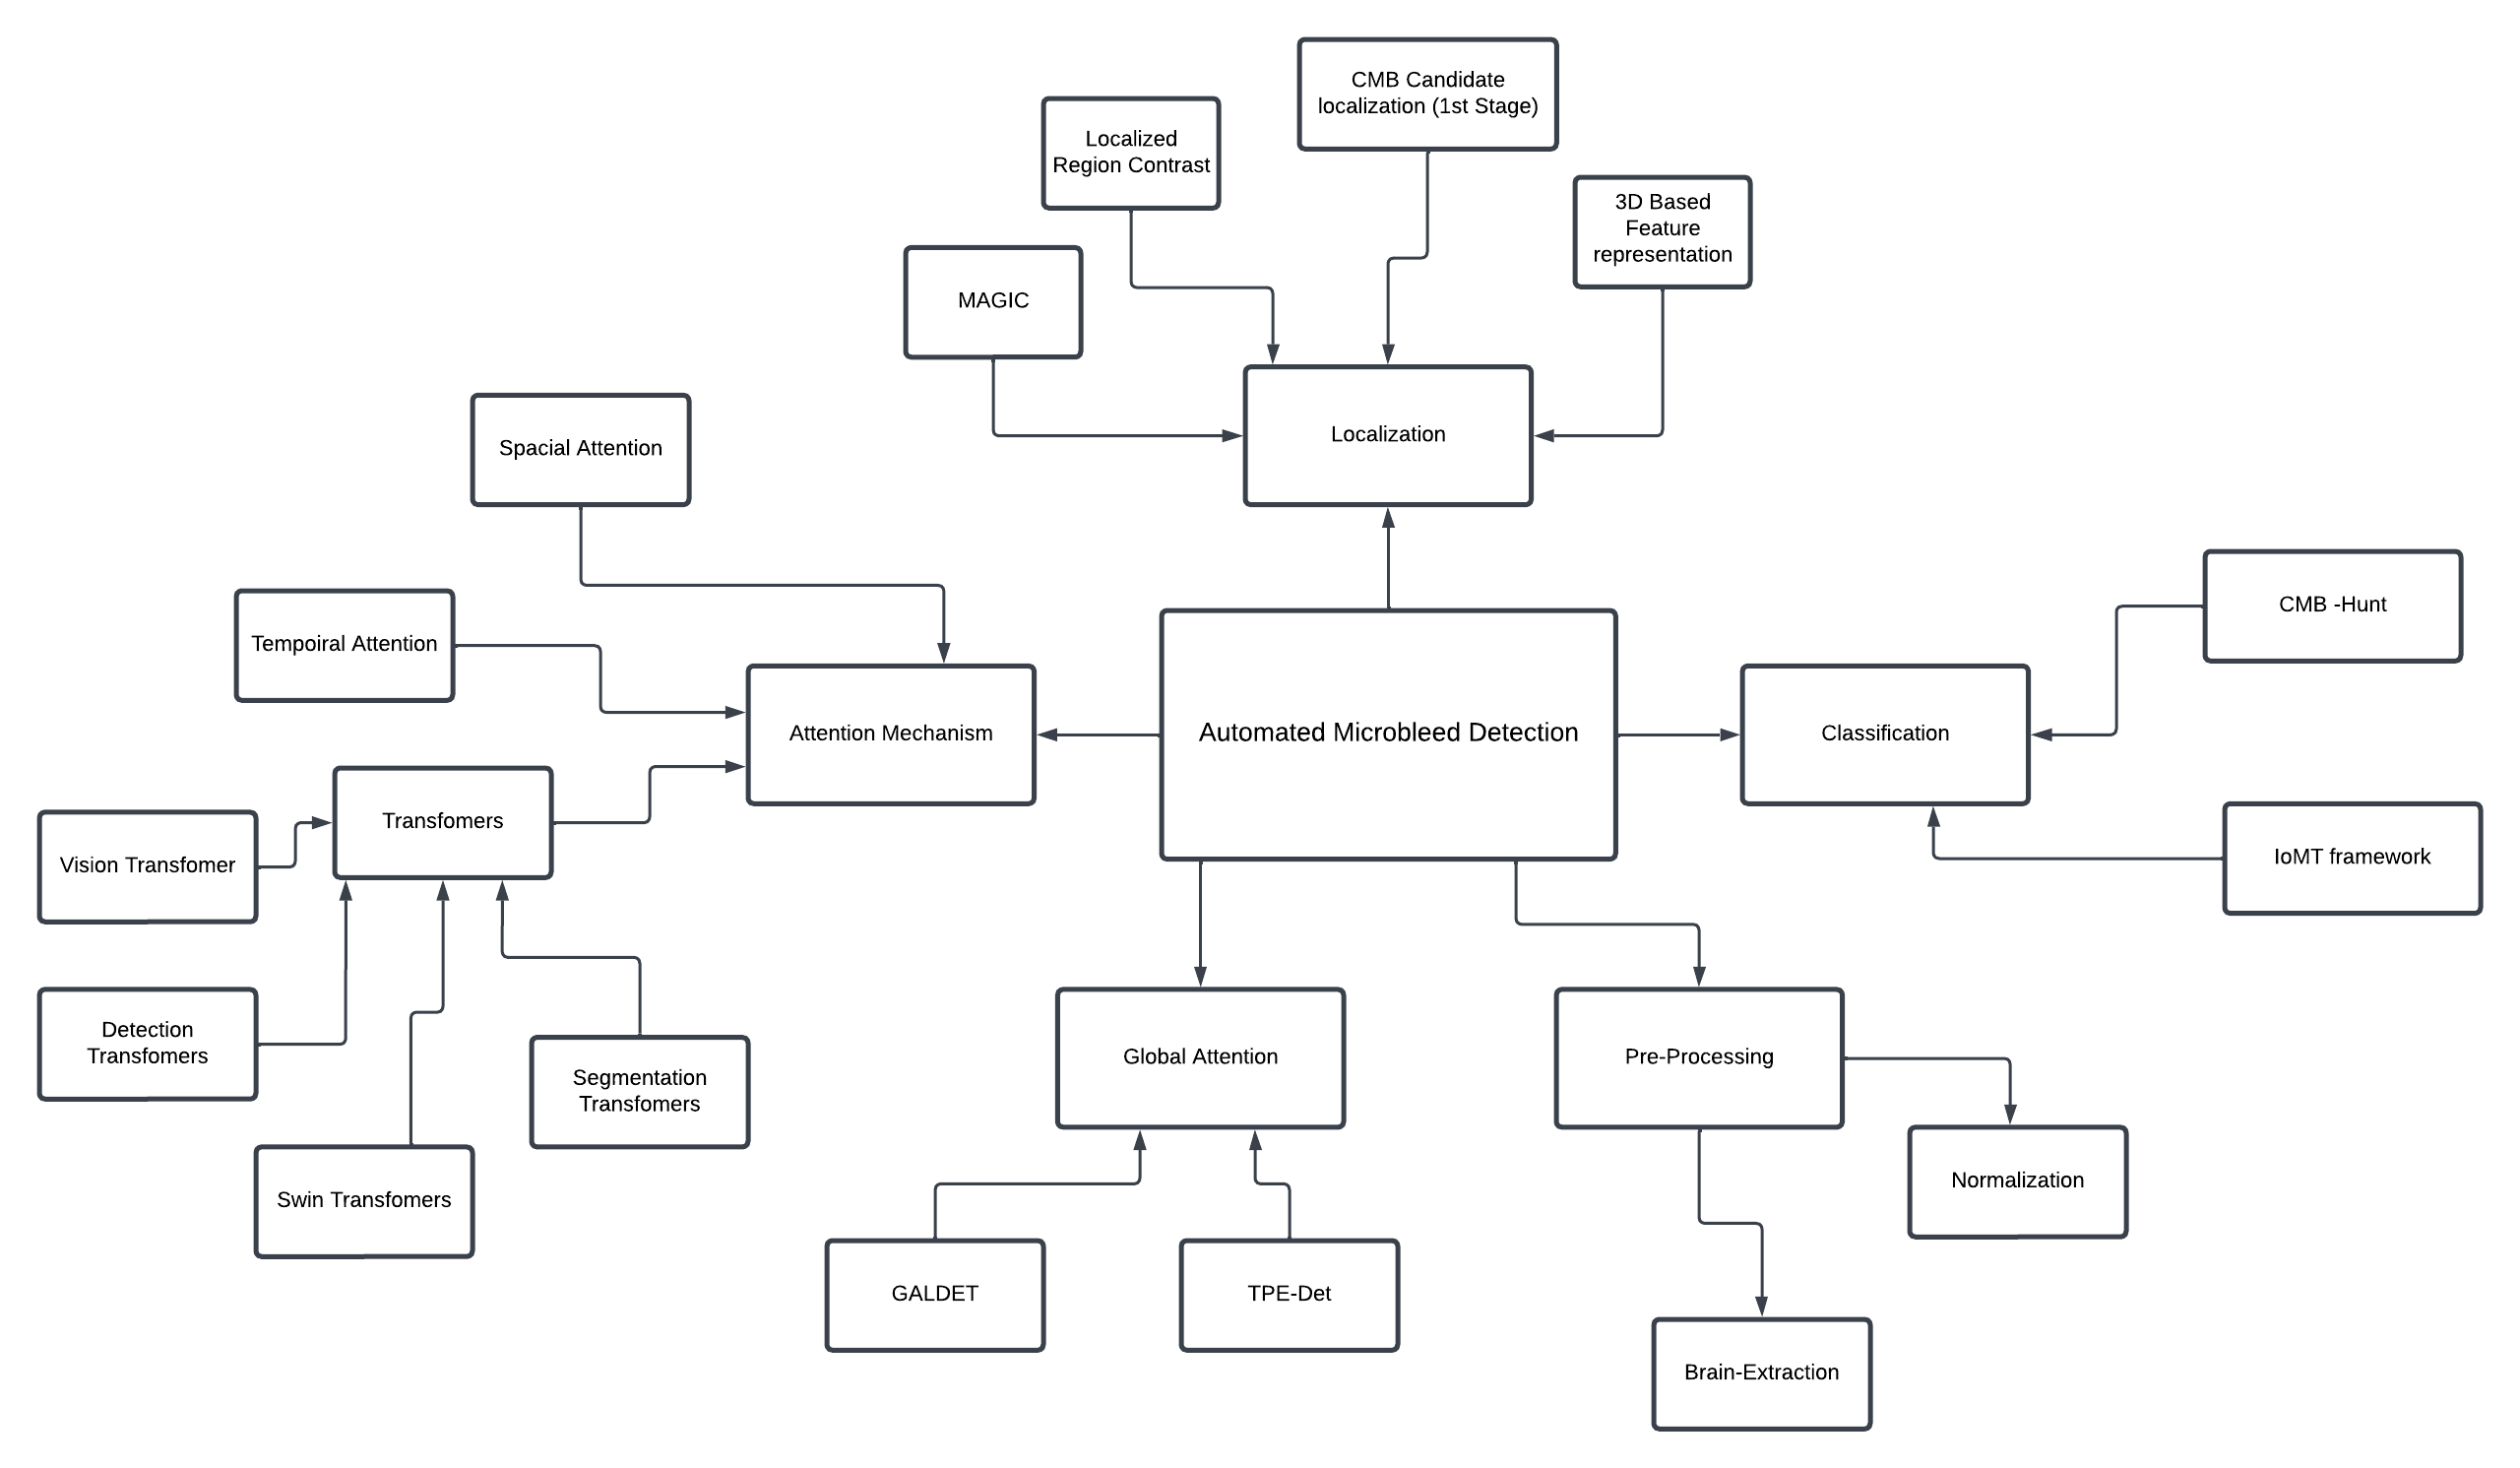 CMB Candidate
localization (1st Stage)
Localized
Region Contrast
3D Based
Feature
representation
MAGIC
Localization
Spacial Attention
CMB -Hunt
Tempoiral Attention
Attention Mechanism
Automated Microbleed Detection
Classification
Transfomers
Vision Transfomer
IoMT framework
Detection
Transfomers
Segmentation
Transfomers
Global Attention
Pre-Processing
Swin Transfomers
Normalization
GALDET
TPE-Det
Brain-Extraction